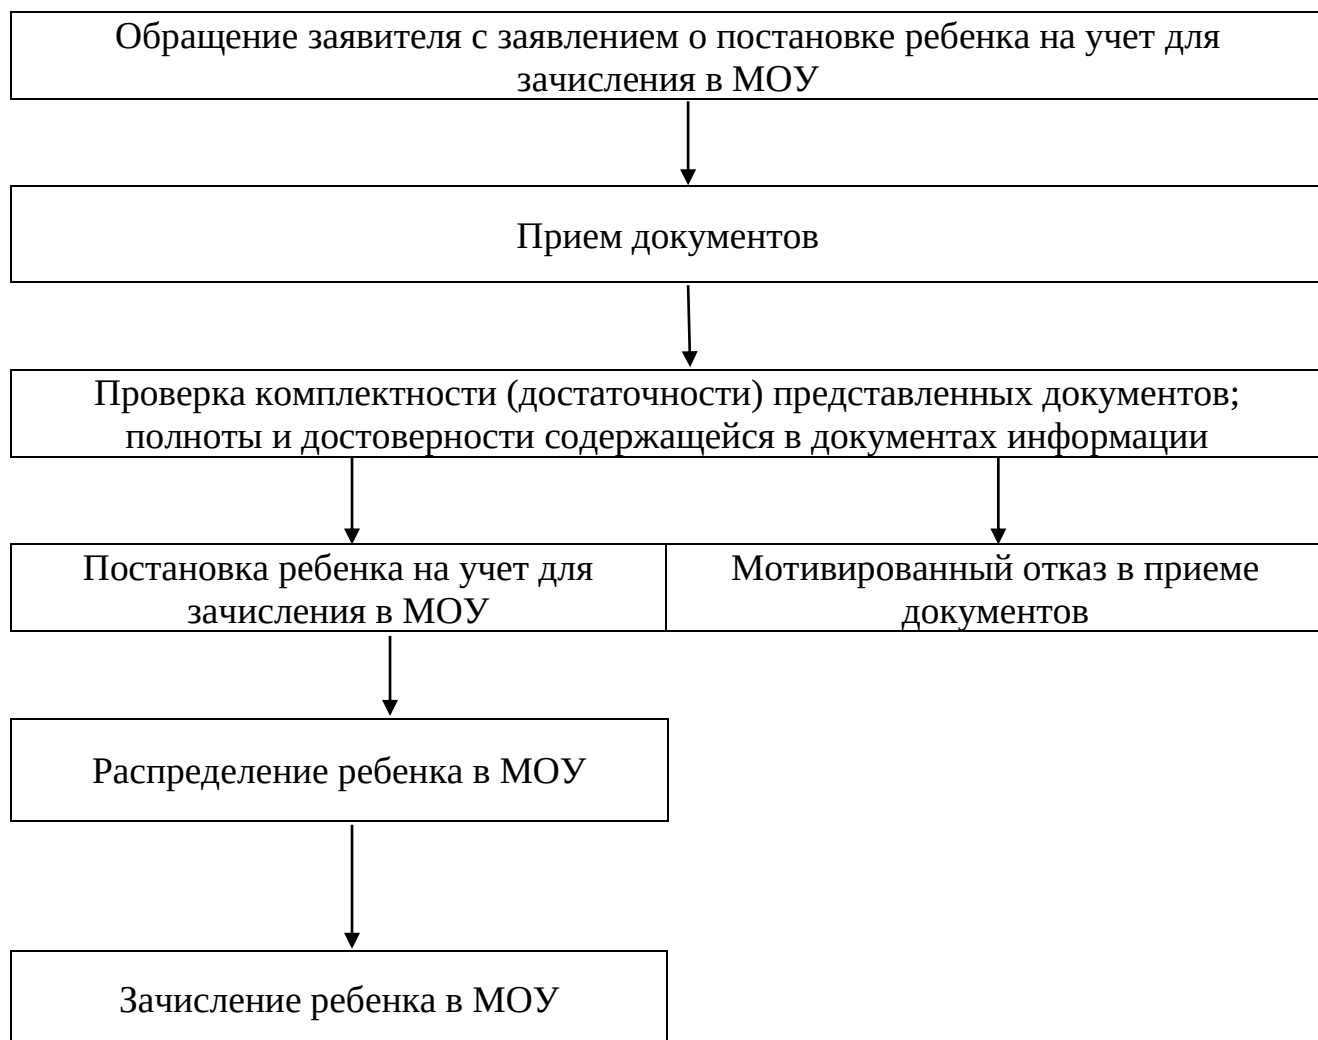 Обращение заявителя с заявлением о постановке ребенка на учет для
зачисления в МОУ
Прием документов
Проверка комплектности (достаточности) представленных документов;
полноты и достоверности содержащейся в документах информации
Постановка ребенка на учет для
зачисления в МОУ
Мотивированный отказ в приеме
документов
Распределение ребенка в МОУ
Зачисление ребенка в МОУ